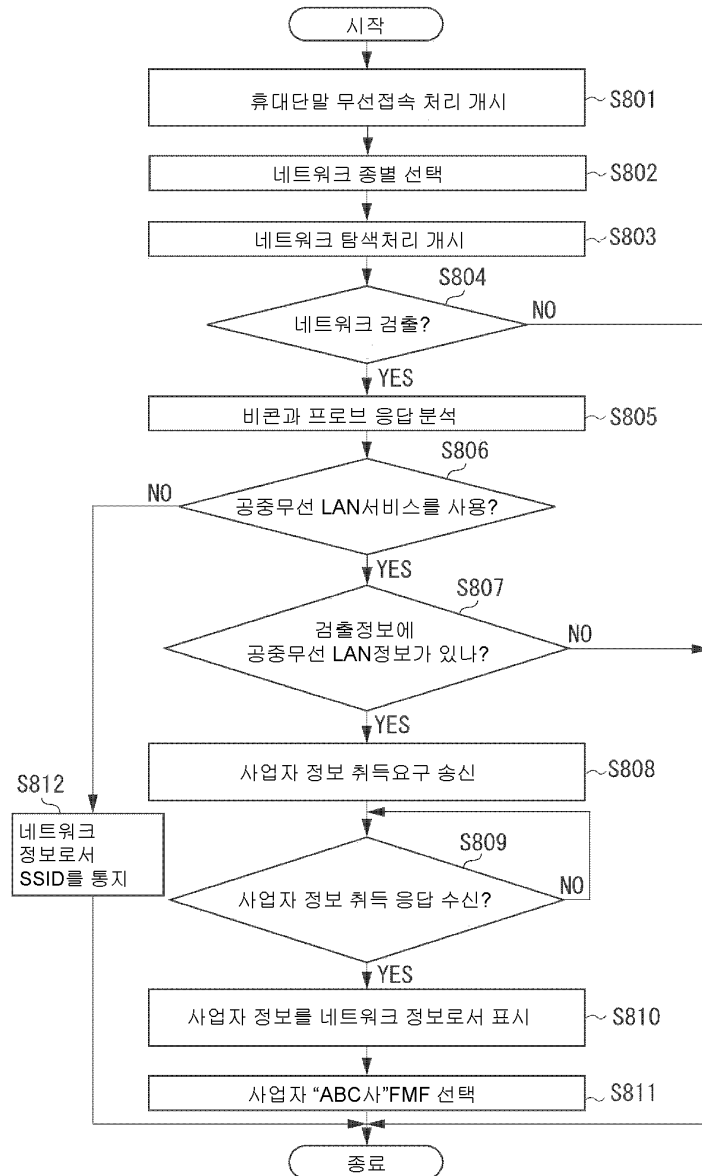 시작
휴대단말 무선접속 처리 개시
S801
네트워크 종별 선택
S802
네트워크 탐색처리 개시
S803
S804
네트워크 검출?
NO
YES
비콘과 프로브 응답 분석
S805
S806
NO
공중무선 LAN서비스를 사용?
YES
S807
검출정보에
공중무선 LAN정보가 있나?
NO
YES
사업자 정보 취득요구 송신
S808
S812
네트워크
정보로서
SSID를 통지
S809
사업자 정보 취득 응답 수신?
NO
YES
사업자 정보를 네트워크 정보로서 표시
S810
사업자 “ABC사”FMF 선택
S811
종료